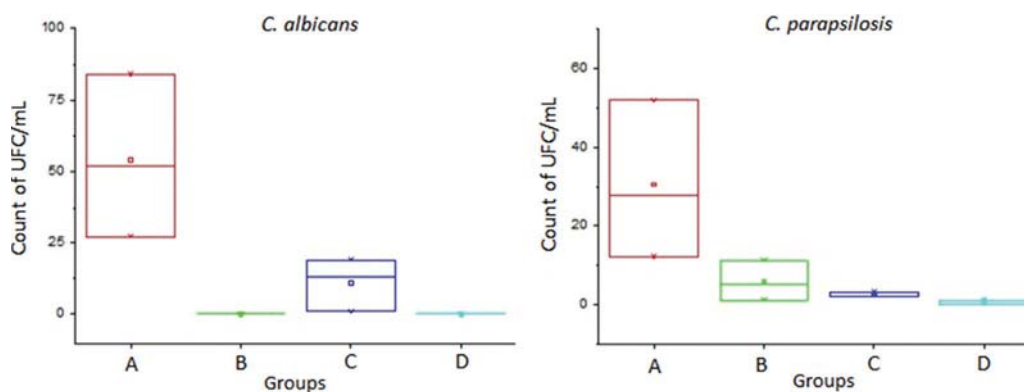 C. albicans
Count of UFC/mL
100
75
50
25
0
A B C D
Groups
C. parapsilosis
Count of UFC/mL
60
40
20
0
A B C D
Groups